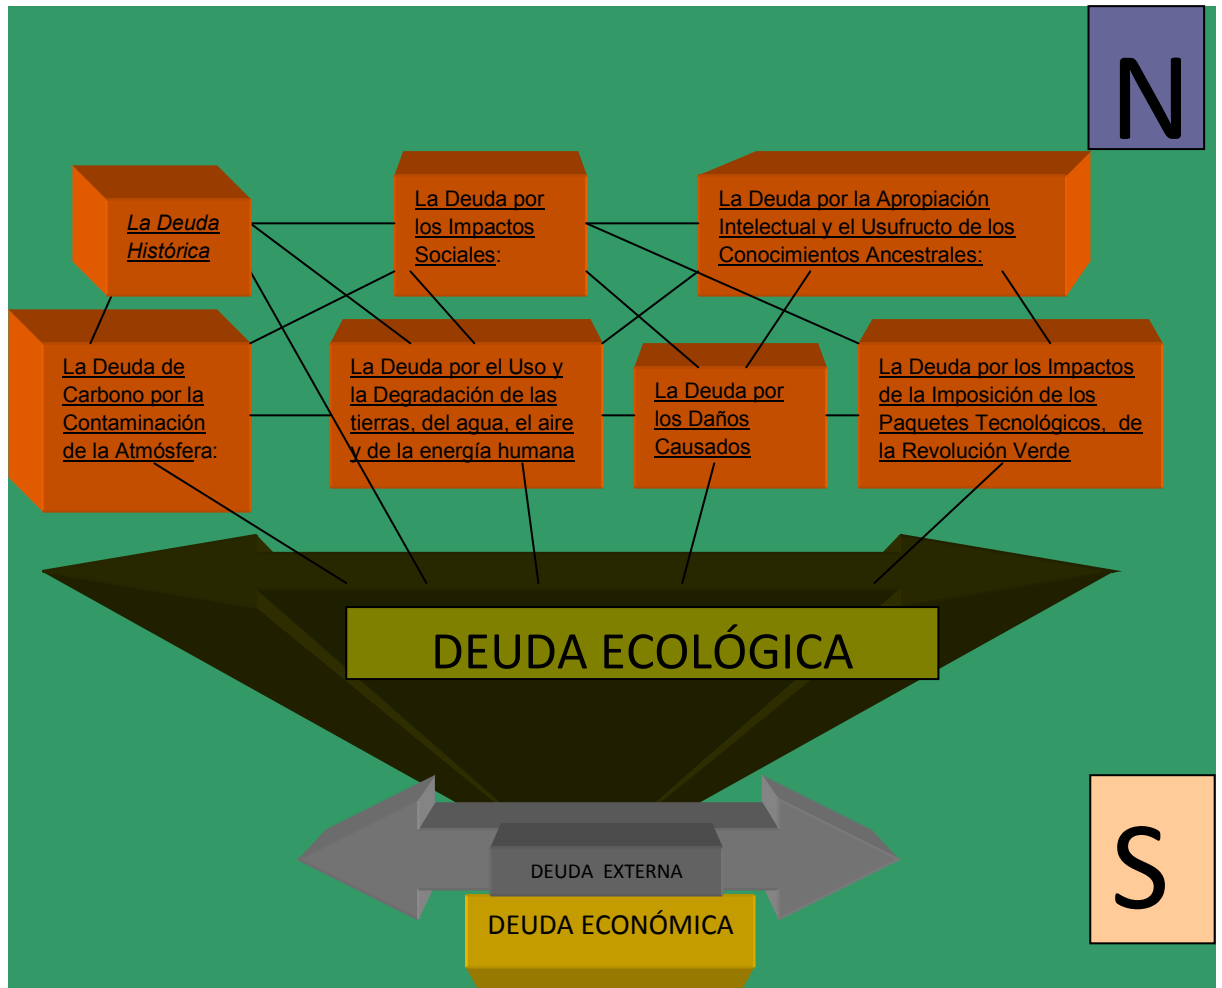 N
La Deuda
Histórica
La Deuda por
los Impactos
Sociales:
La Deuda por la Apropiación
Intelectual y el Usufructo de los
Conocimientos Ancestrales:
La Deuda de
Carbono por la
Contaminación
de la Atmósfera:
La Deuda por el Uso y
la Degradación de las
tierras, del agua, el aire
y de la energía humana
La Deuda por
los Daños
Causados
La Deuda por los Impactos
de la Imposición de los
Paquetes Tecnológicos, de
la Revolución Verde
DEUDA ECOLÓGICA
S
DEUDA EXTERNA
DEUDA ECONÓMICA